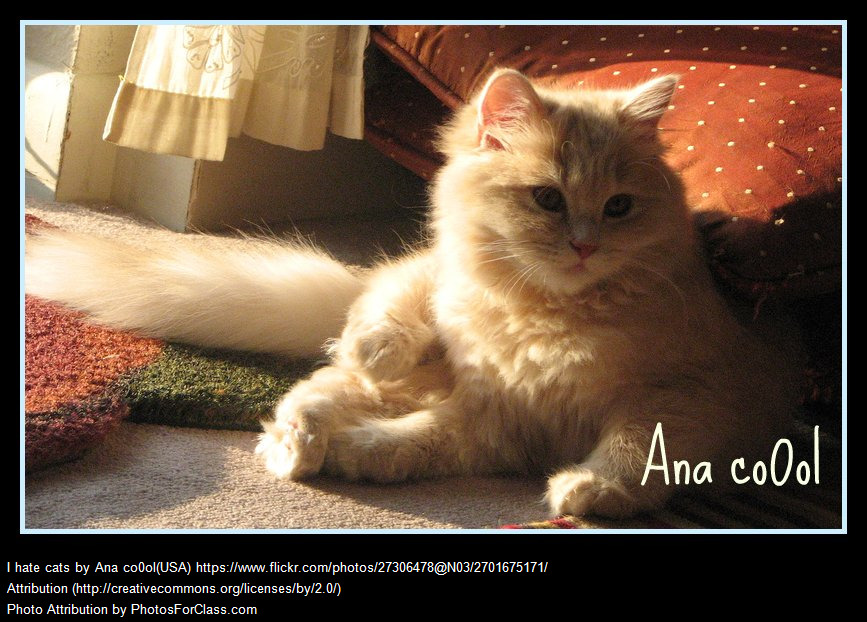 Ana co0ol
I hate cats by Ana co0ol(USA) https://www.flickr.com/photos/27306478@N03/2701675171/
Attribution (http://creativecommons.org/licenses/by/2.0/)
Photo Attribution by PhotosForClass.com